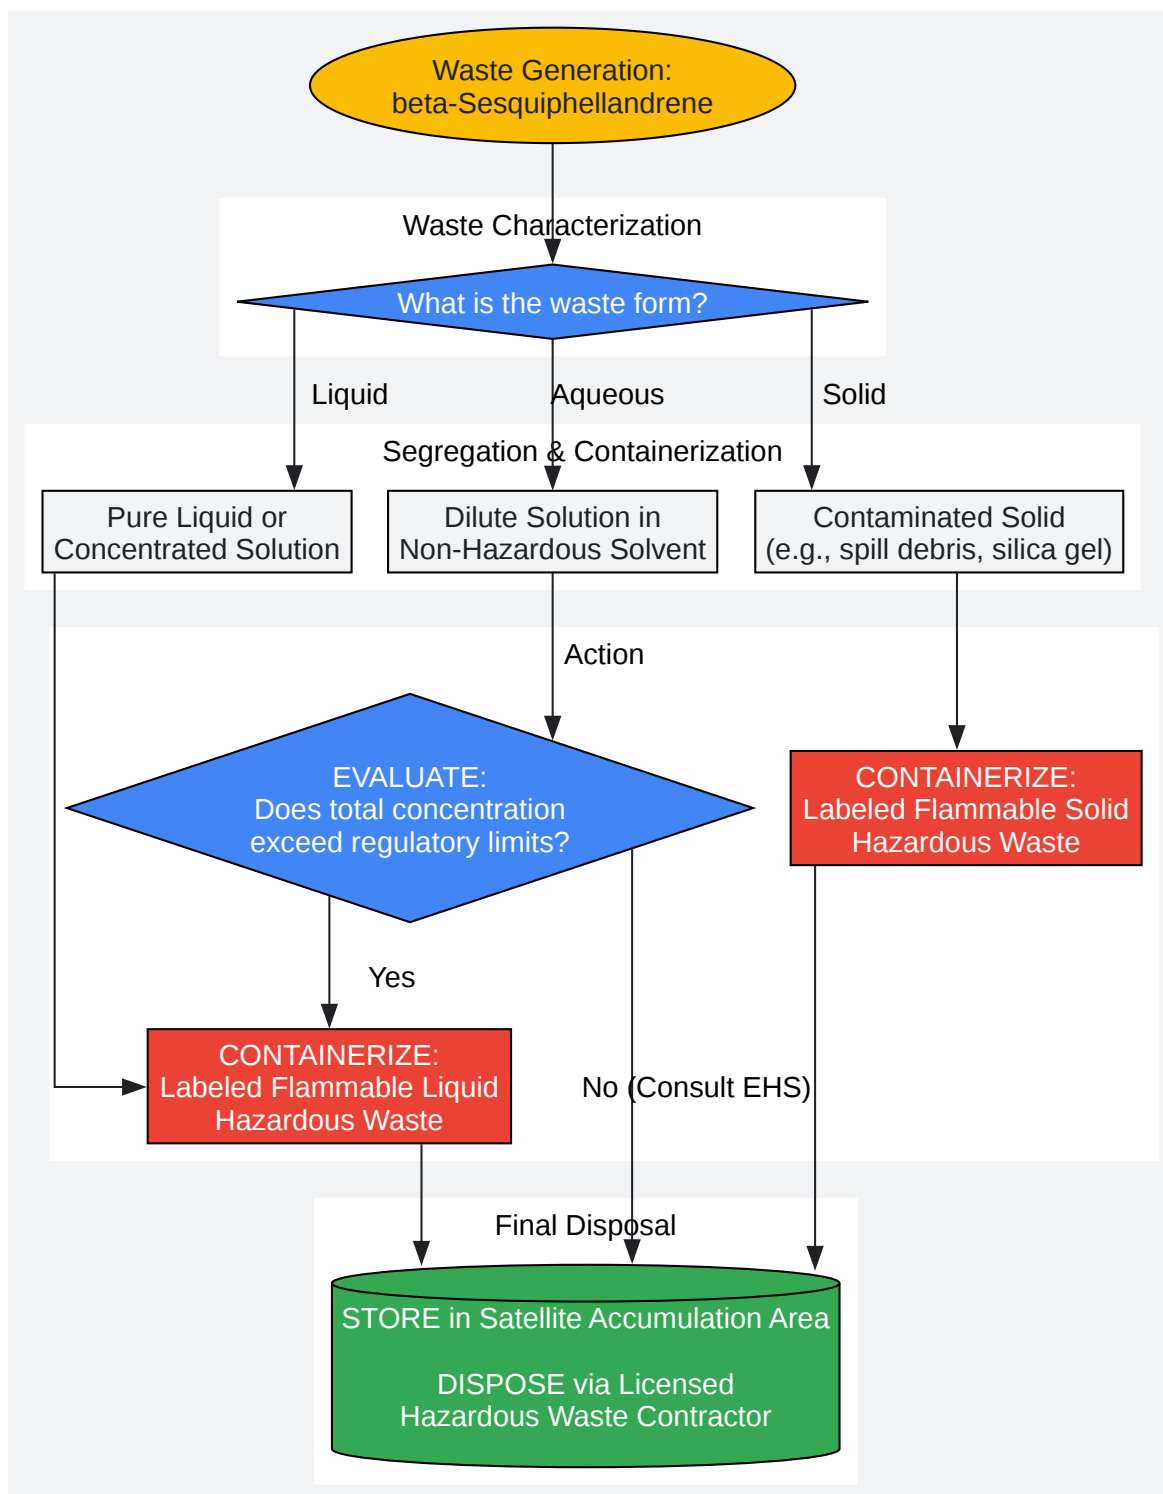 Waste Generation:
beta-Sesquiphellandrene
Waste Characterization
What is the waste form?
Liquid
Aqueous
Solid
Segregation & Containerization
Pure Liquid or
Concentrated Solution
Dilute Solution in
Non-Hazardous Solvent
Contaminated Solid
(e.g., spill debris, silica gel)
Action
EVALUATE:
Does total concentration
exceed regulatory limits?
CONTAINERIZE:
Labeled Flammable Solid
Hazardous Waste
Yes
CONTAINERIZE:
Labeled Flammable Liquid
Hazardous Waste
No (Consult EHS)
Final Disposal
STORE in Satellite Accumulation Area
DISPOSE via Licensed
Hazardous Waste Contractor